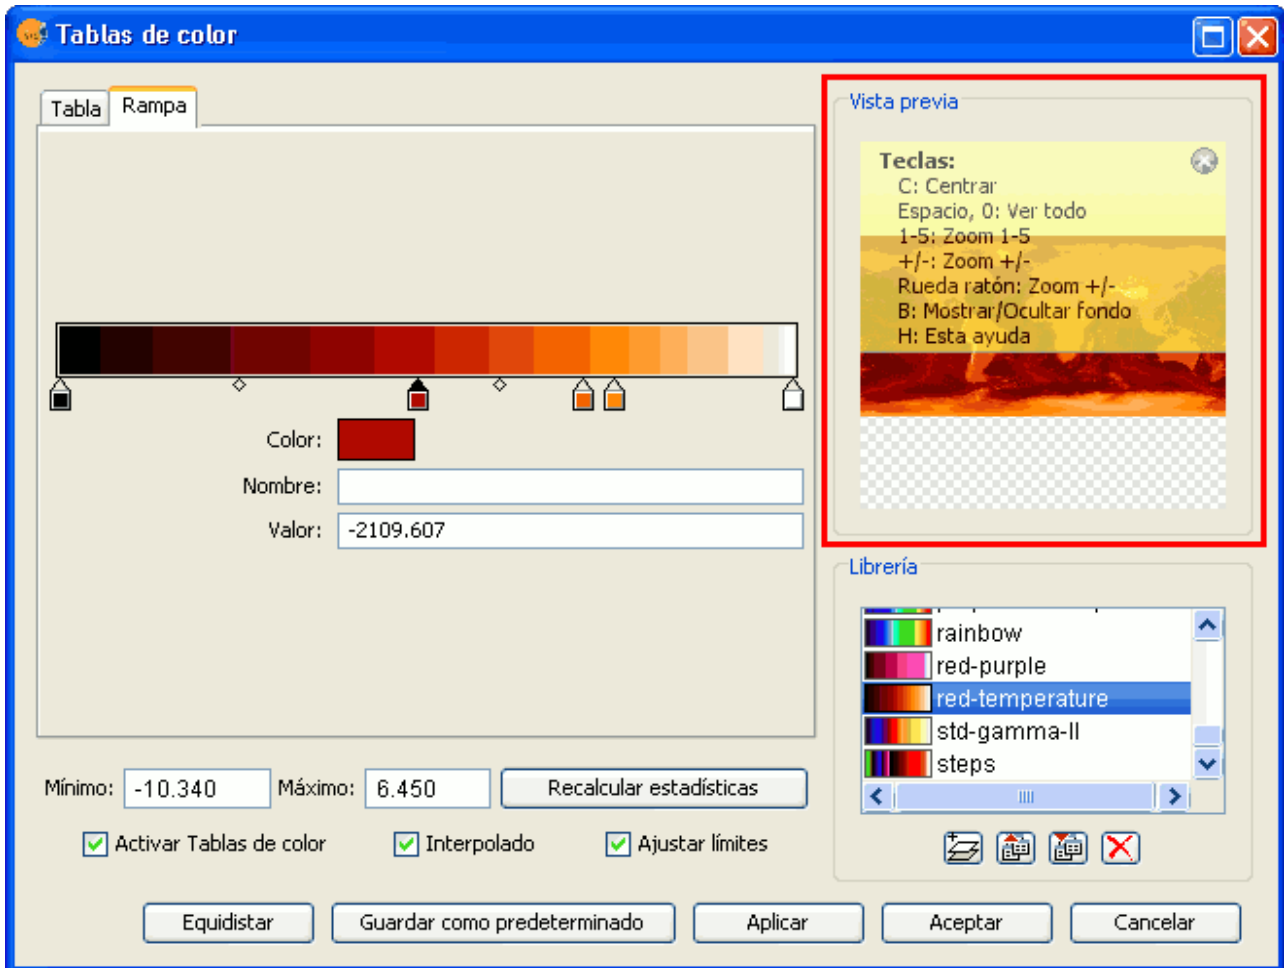 Tablas de color
Tabla
Rampa
Color:
Nombre:
Valor:
-2109.607
Mínimo:
-10.340
Máximo:
6.450
Recalcular estadísticas
Activar Tablas de color
Interpolado
Ajustar límites
Vista previa
Teclas:
C: Centrar
Espacio, 0: Ver todo
1-5: Zoom 1-5
+/-: Zoom +/-
Rueda ratón: Zoom +/-
B: Mostrar/Ocultar fondo
H: Esta ayuda
Librería
rainbow
red-purple
red-temperature
std-gamma-II
steps
Equidistar
Guardar como predeterminado
Aplicar
Aceptar
Cancelar